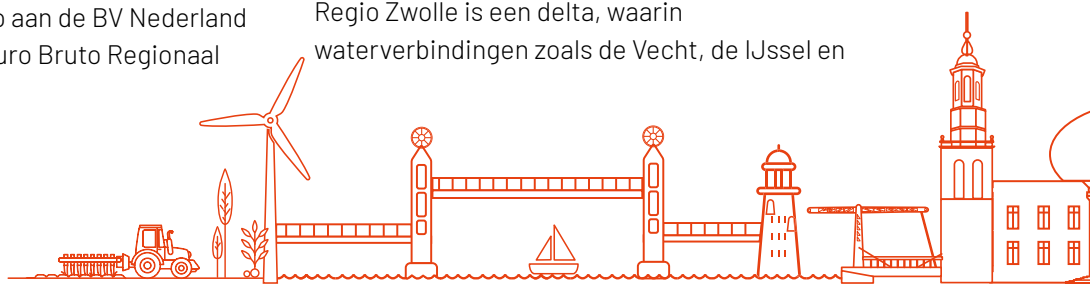 aan de BV Nederland
uro Bruto Regionaal
Regio Zwolle is een delta, waarin
waterverbindingen zoals de Vecht, de IJssel en